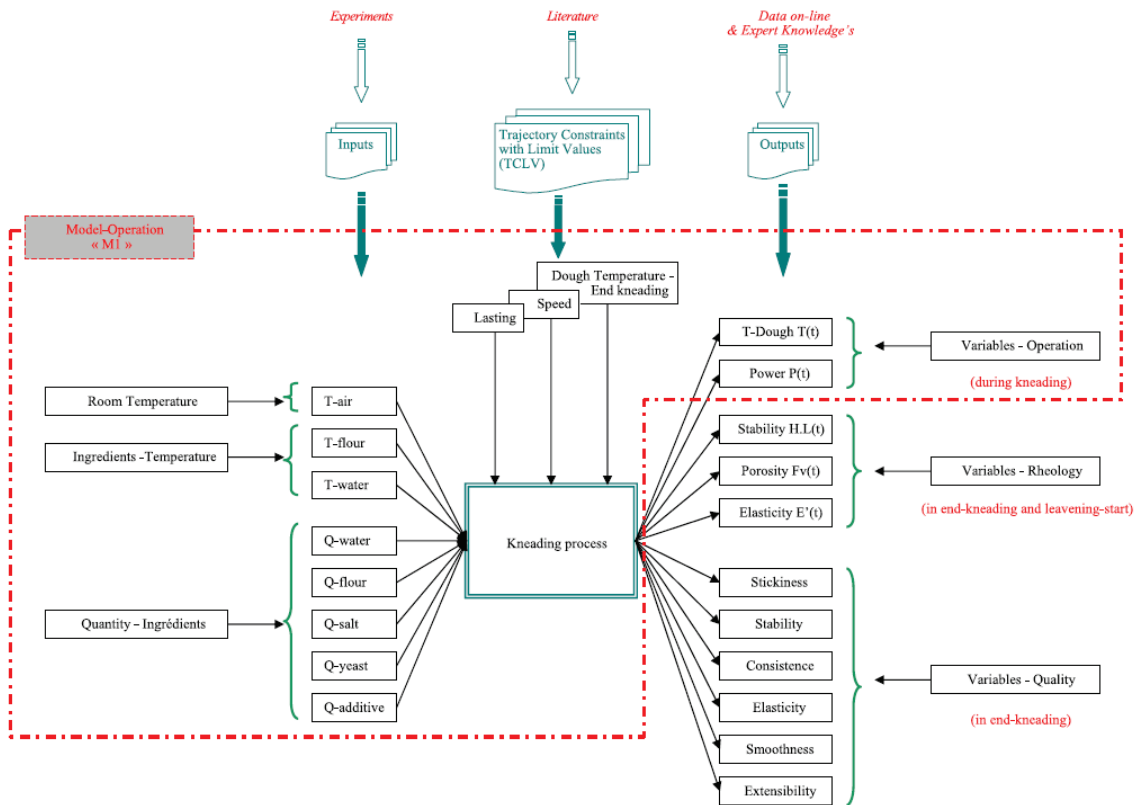 Experiments
Literature
Data on-line
& Expert Knowledge's
Inputs
Trajectory Constraints
with Limit Values
(TCLV)
Outputs
Model-Operation
« M1 »
Dough Temperature -
End kneading
Speed
Lasting
T-Dough T(t)
Power P(t)
Variables - Operation
(during kneading)
Room Temperature
T-air
Ingredients -Temperature
T-flour
T-water
Stability H.L(t)
Porosity Fv(t)
Elasticity E’(t)
Variables - Rheology
(in end-kneading and leavening-start)
Kneading process
Quantity - Ingrédients
Q-water
Q-flour
Q-salt
Q-yeast
Q-additive
Stickiness
Stability
Consistence
Elasticity
Smoothness
Extensibility
Variables - Quality
(in end-kneading)